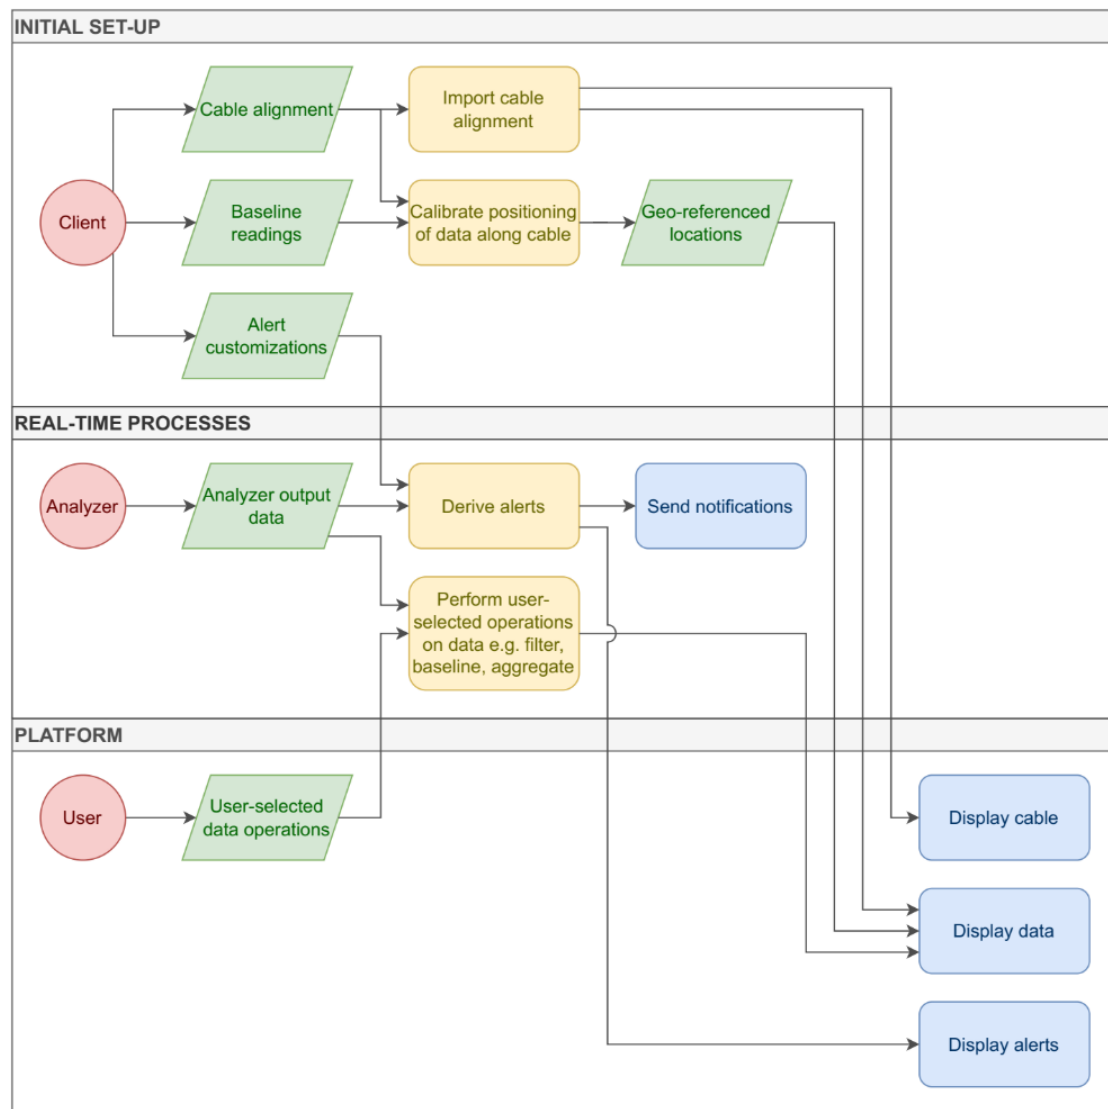 INITIAL SET-UP
Cable alignment
Import cable
alignment
Client
Baseline
readings
Calibrate positioning
of data along cable
Geo-referenced
locations
Alert
customizations
REAL-TIME PROCESSES
Analyzer
Analyzer output
data
Derive alerts
Send notifications
Perform user-
selected operations
on data e.g. filter,
baseline, aggregate
PLATFORM
User
User-selected
data operations
Display cable
Display data
Display alerts